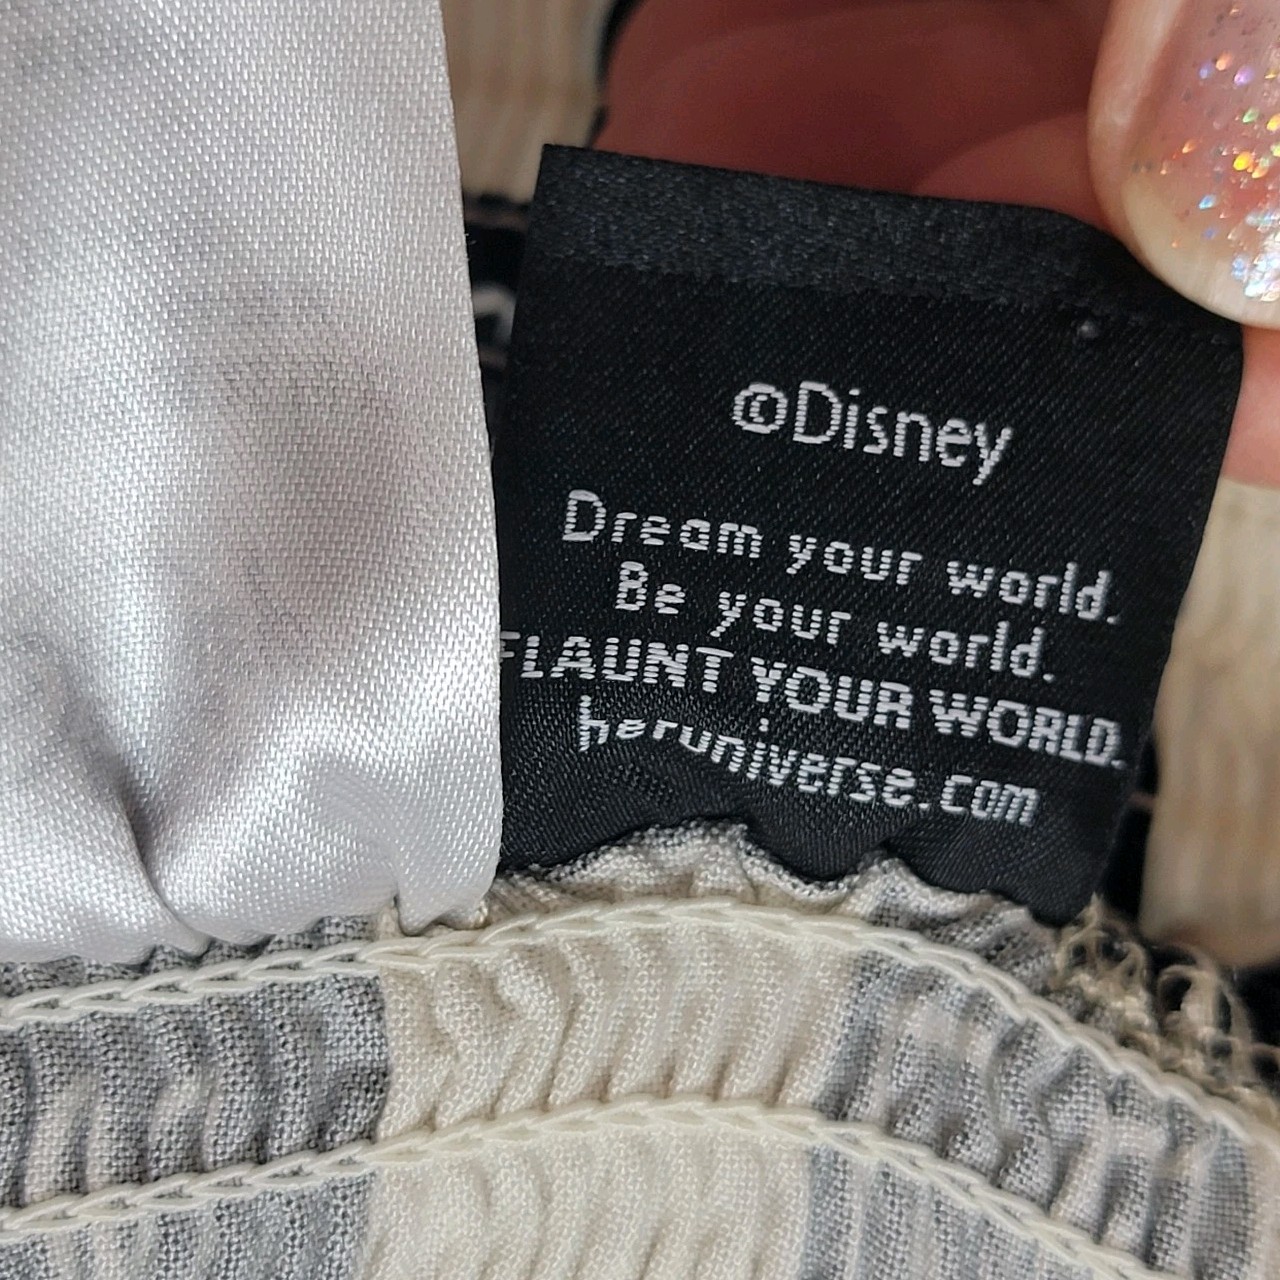 ©Disney
Dream your world.
Be your world.
FLAUNT YOUR WORLD.
heruniverse.com